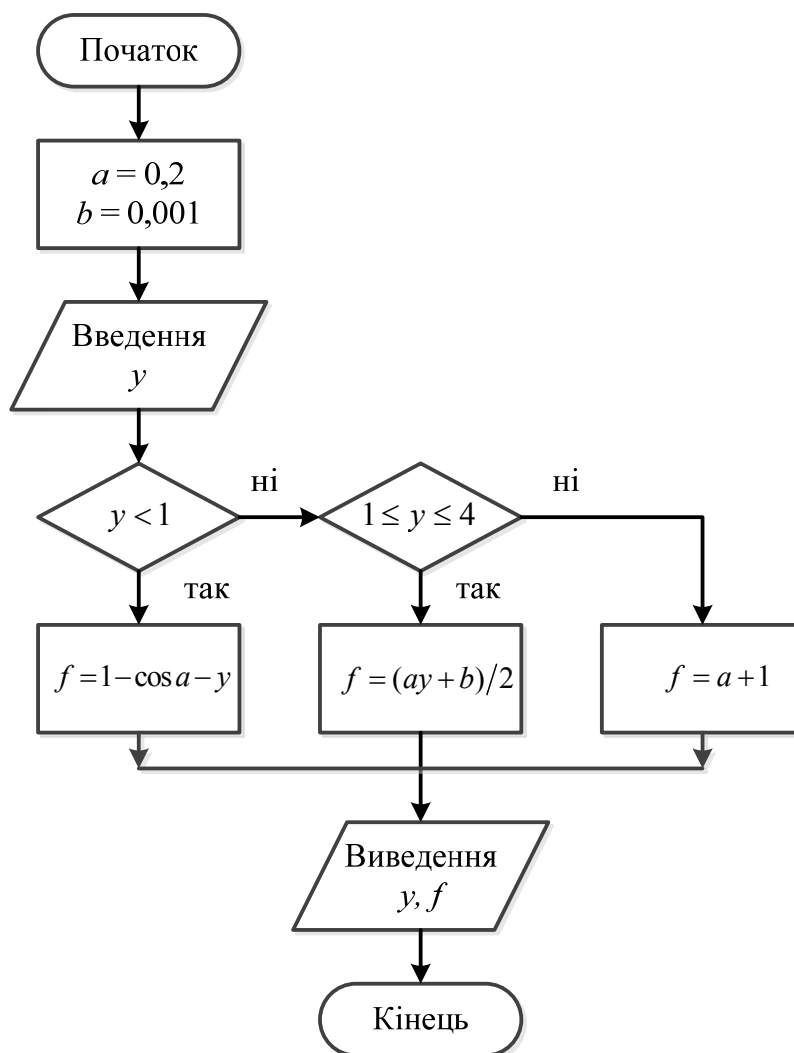 Початок
a = 0,2
b = 0,001
Введення
y
y < 1
ні
1 ≤ y ≤ 4
ні
так
так
f = 1 − cos a − y
f = (ay + b)/2
f = a + 1
Виведення
y, f
Кінець